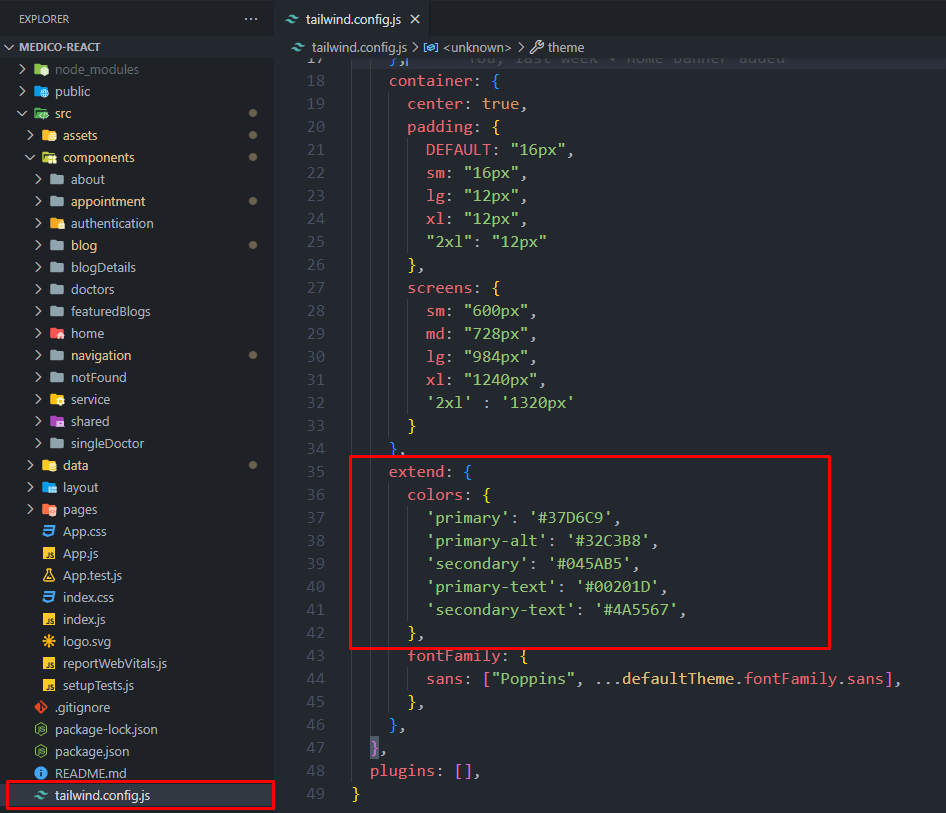 EXPLORER ···
MEDICO-REACT
node_modules
public
src
assets
components
about
appointment
authentication
blog
blogDetails
doctors
featuredBlogs
home
navigation
notFound
service
shared
singleDoctor
data
layout
pages
App.css
App.js
App.test.js
index.css
index.js
logo.svg
reportWebVitals.js
setupTests.js
.gitignore
package-lock.json
package.json
README.md
tailwind.config.js
tailwind.config.js
tailwind.config.js > <unknown> > theme
17 }, You, last week • home banner added
18 container: {
19 center: true,
20 padding: {
21 DEFAULT: "16px",
22 sm: "16px",
23 lg: "12px",
24 xl: "12px",
25 "2xl": "12px"
26 },
27 screens: {
28 sm: "600px",
29 md: "728px",
30 lg: "984px",
31 xl: "1240px",
32 '2xl' : '1320px'
33 }
34 },
35 extend: {
36 colors: {
37 'primary': '#37D6C9',
38 'primary-alt': '#32C3B8',
39 'secondary': '#045AB5',
40 'primary-text': '#00201D',
41 'secondary-text': '#4A5567',
42 },
43 fontFamily: {
44 sans: ["Poppins", ...defaultTheme.fontFamily.sans],
45 },
46 },
47 },
48 plugins: [],
49 }